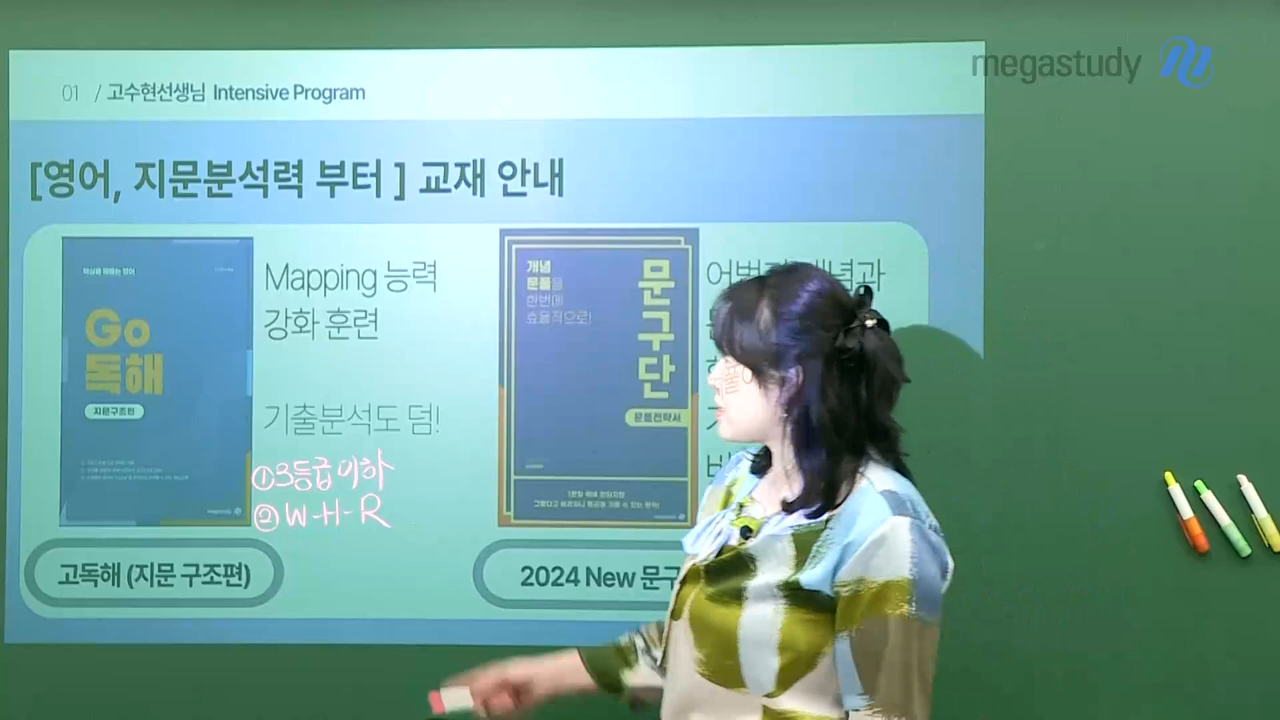 megastudy
01 / 고수현선생님 Intensive Program
[영어, 지문분석력 부터 ] 교재 안내
Go
독해
지문구조편
Mapping 능력
강화 훈련
기출분석도 덤!
①3등급이하
②W-H-R
고독해 (지문 구조편)
개념
문풀을
한번에
효율적으로!
문
구
단
문풀전략서
2024 New 문구